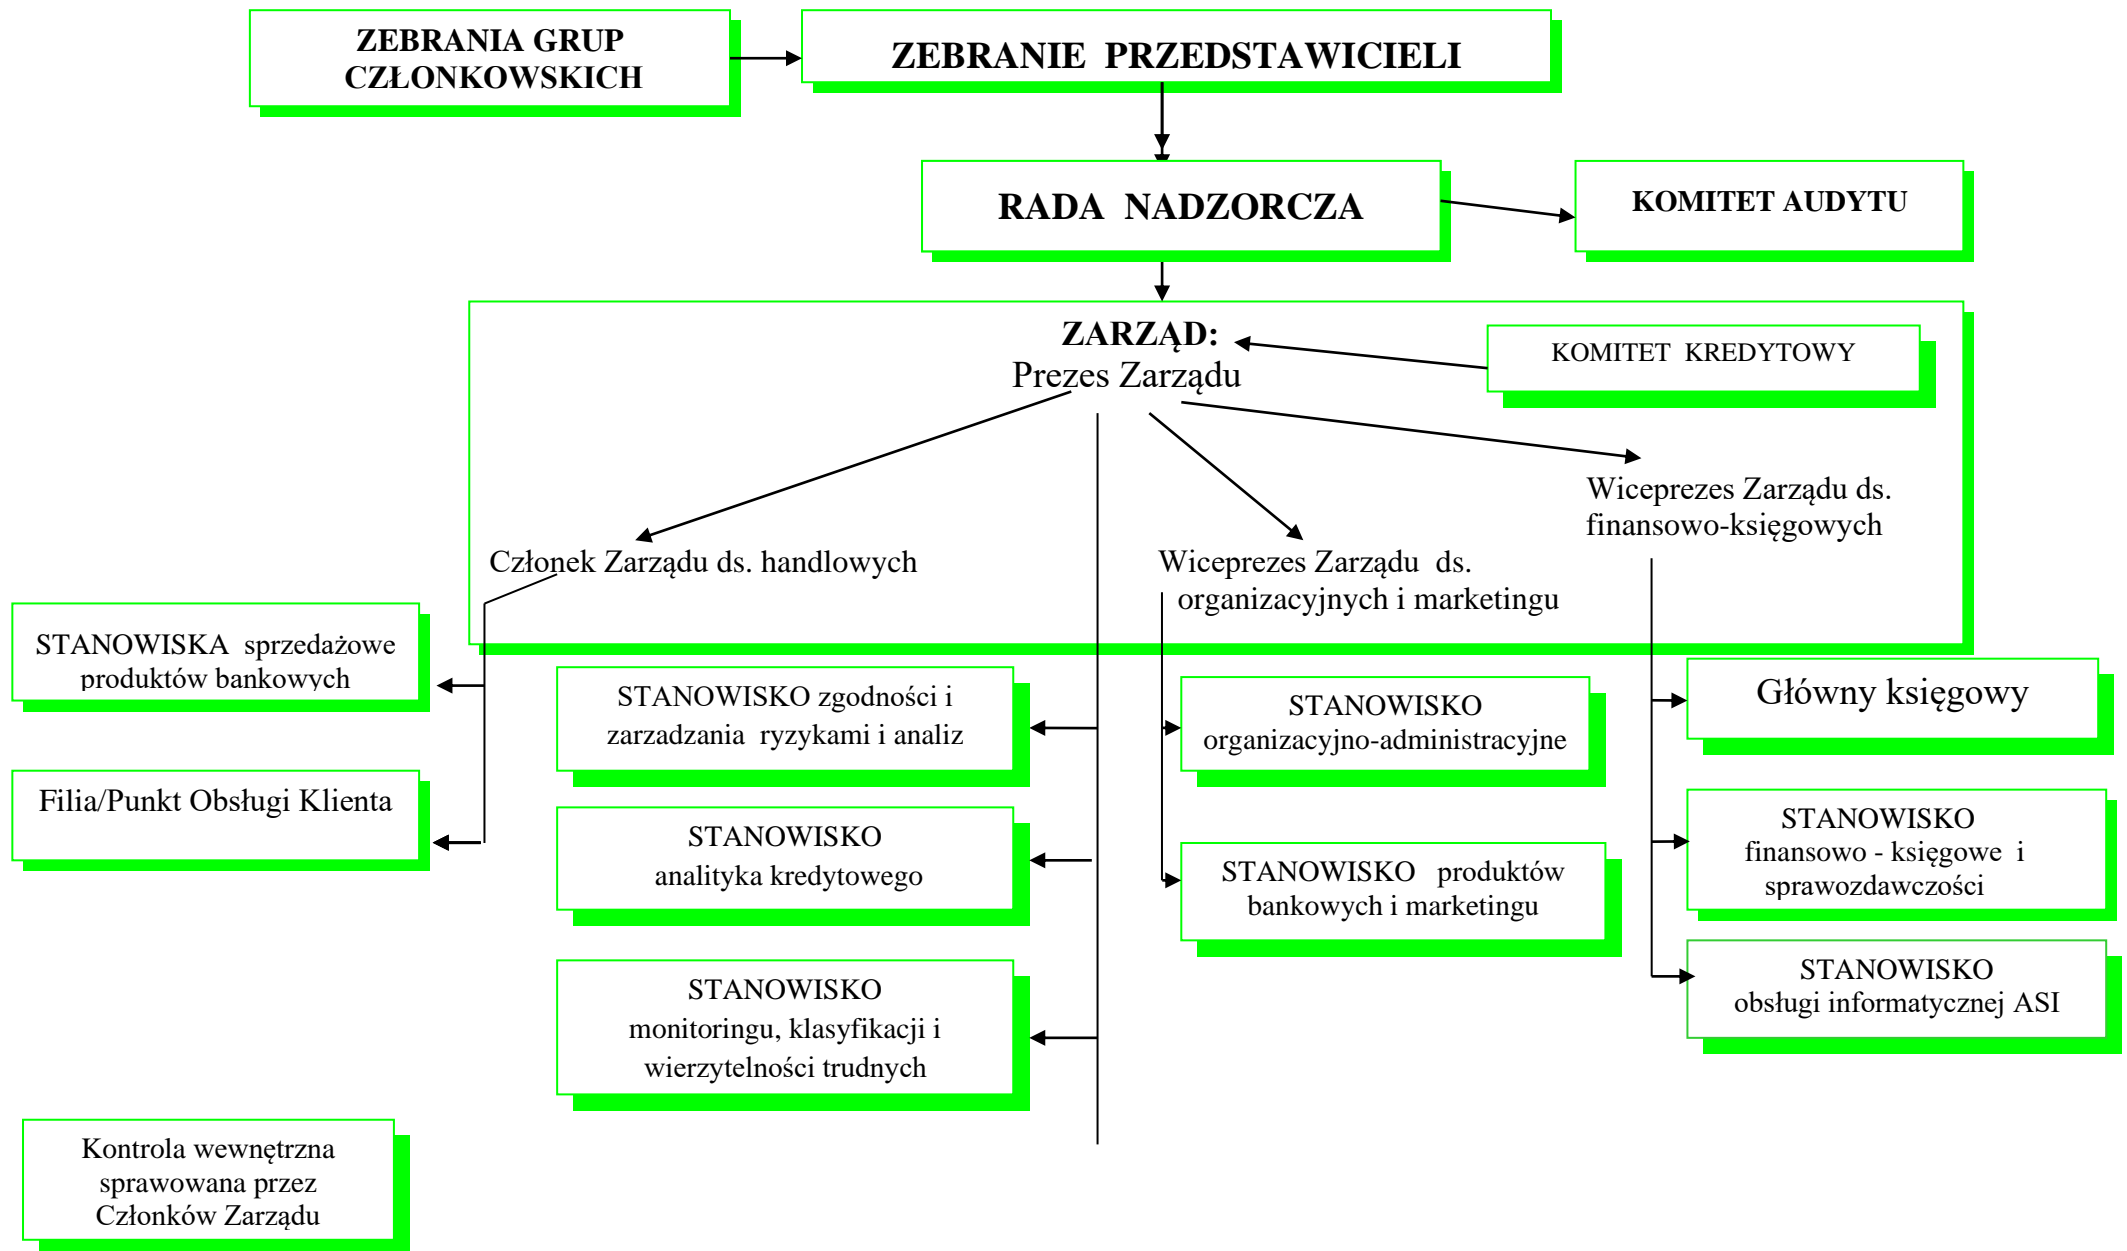 ZEBRANIA GRUP
CZŁONKOWSKICH
ZEBRANIE PRZEDSTAWICIELI
RADA NADZORCZA
KOMITET AUDYTU
ZARZĄD:
Prezes Zarządu
KOMITET KREDYTOWY
Wiceprezes Zarządu ds.
finansowo-księgowych
Członek Zarządu ds. handlowych
Wiceprezes Zarządu ds.
organizacyjnych i marketingu
STANOWISKA sprzedażowe
produktów bankowych
Filia/Punkt Obsługi Klienta
STANOWISKO zgodności i
zarzadzania ryzykami i analiz
STANOWISKO
analityka kredytowego
STANOWISKO
monitoringu, klasyfikacji i
wierzytelności trudnych
STANOWISKO
organizacyjno-administracyjne
STANOWISKO produktów
bankowych i marketingu
Główny księgowy
STANOWISKO
finansowo - księgowe i
sprawozdawczości
STANOWISKO
obsługi informatycznej ASI
Kontrola wewnętrzna
sprawowana przez
Członków Zarządu